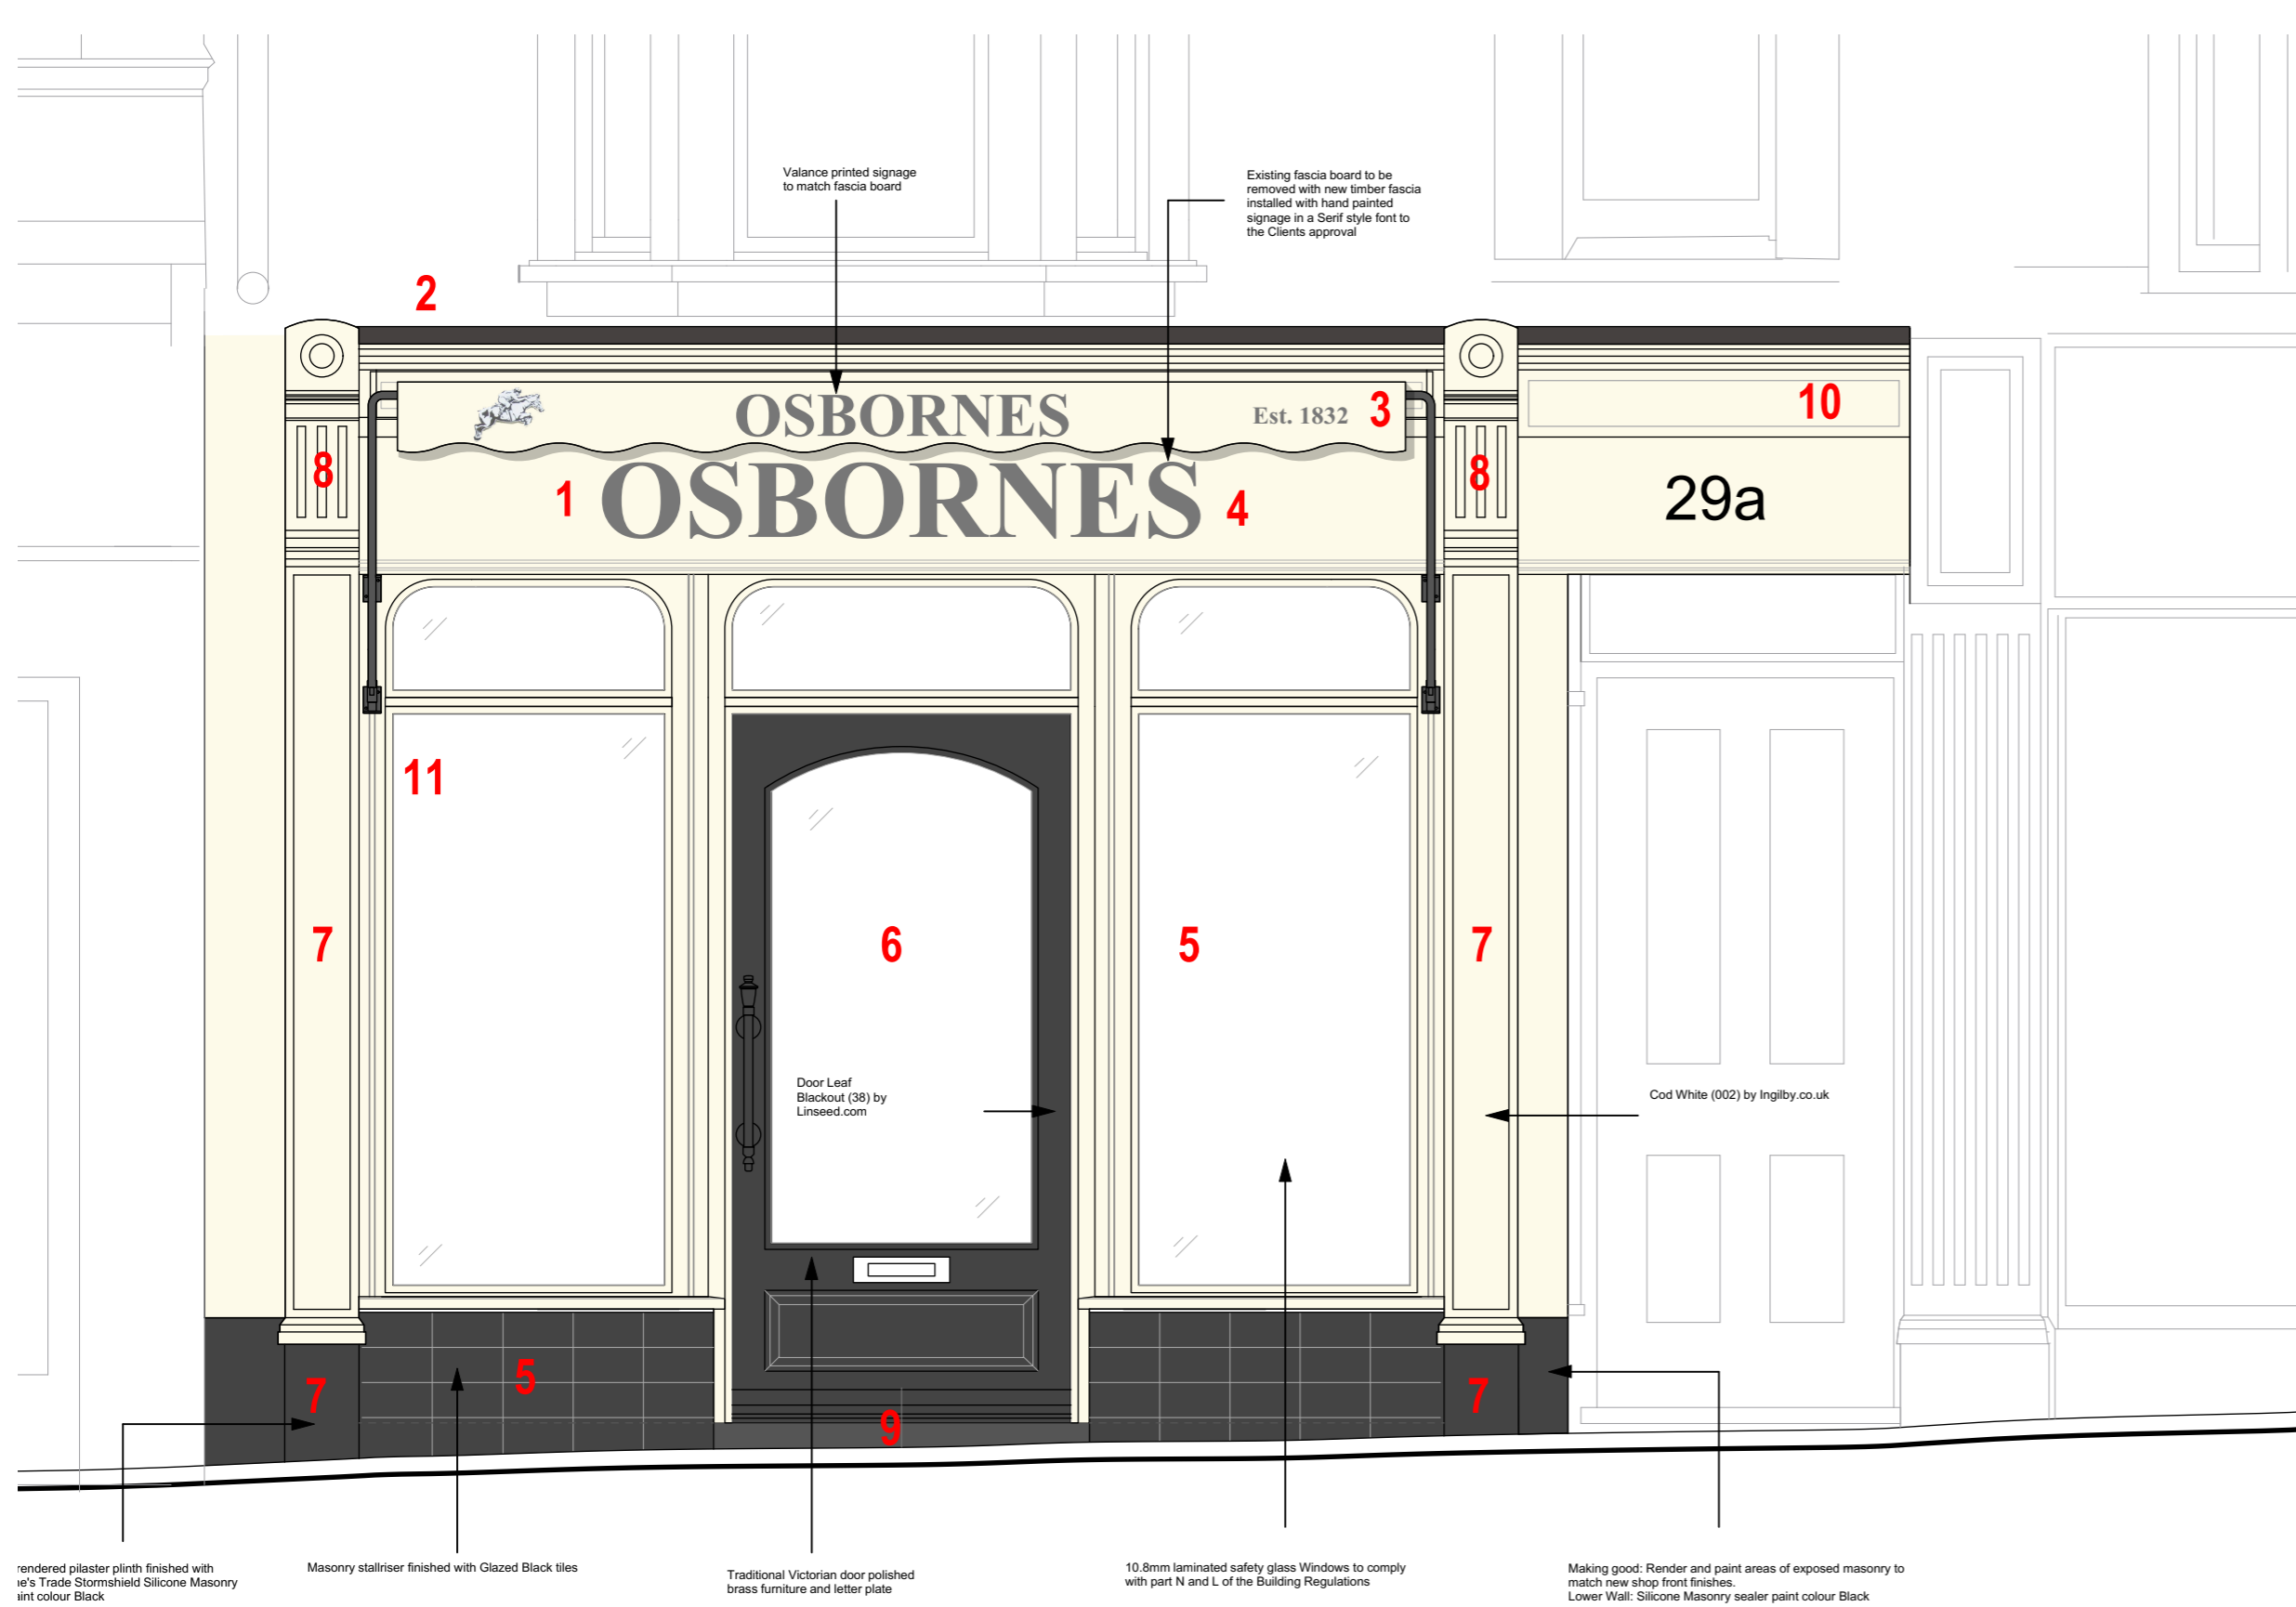 Valance printed signage
to match fascia board
Existing fascia board to be
removed with new timber fascia
installed with hand painted
signage in a Serif style font to
the Clients approval
2
OSBORNES
Est. 1832
3
10
8
1
OSBORNES
4
8
29a
11
7
6
5
7
Door Leaf
Blackout (38) by
Linseed.com
Cod White (002) by Ingilby.co.uk
7
5
9
7
rendered pilaster plinth finished with
Trade Stormshield Silicone Masonry
colour Black
Masonry stallriser finished with Glazed Black tiles
Traditional Victorian door polished
brass furniture and letter plate
10.8mm laminated safety glass Windows to comply
with part N and L of the Building Regulations
Making good: Render and paint areas of exposed masonry to
match new shop front finishes.
Lower Wall: Silicone Masonry sealer paint colour Black